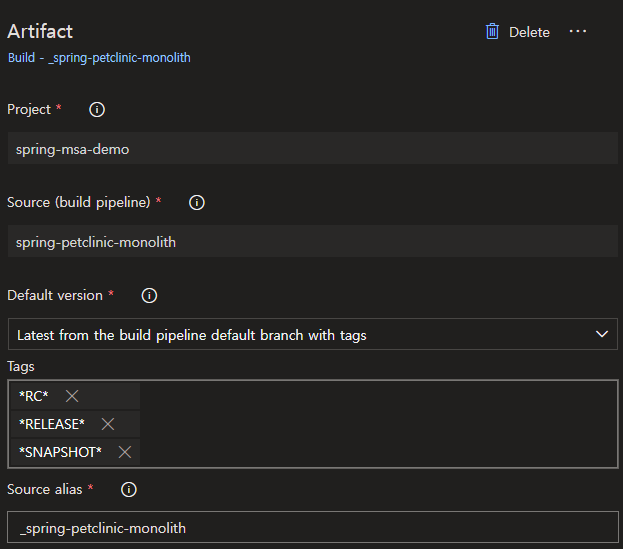 Artifact
Delete
Build - _spring-petclinic-monolith
Project *
spring-msa-demo
Source (build pipeline) *
spring-petclinic-monolith
Default version *
Latest from the build pipeline default branch with tags
Tags
*RC*
*RELEASE*
*SNAPSHOT*
Source alias *
_spring-petclinic-monolith